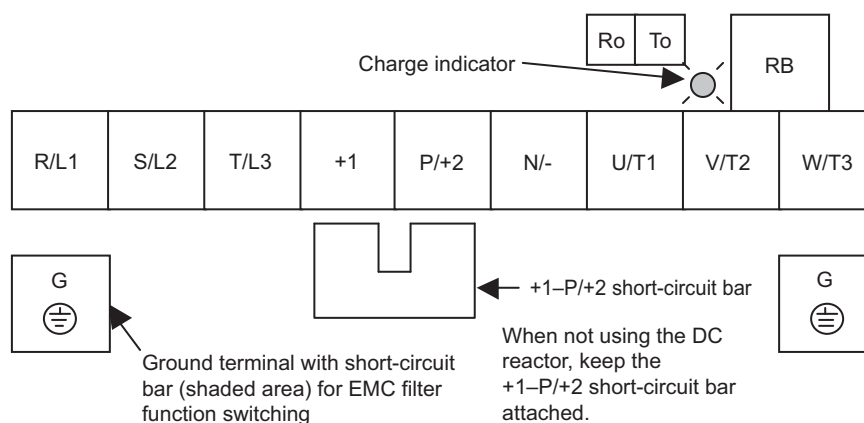 Ro To
Charge indicator
RB
R/L1 S/L2 T/L3 +1 P/+2 N/- U/T1 V/T2 W/T3
G
+1–P/+2 short-circuit bar
G
When not using the DC
reactor, keep the
+1–P/+2 short-circuit bar
attached.
Ground terminal with short-circuit
bar (shaded area) for EMC filter
function switching